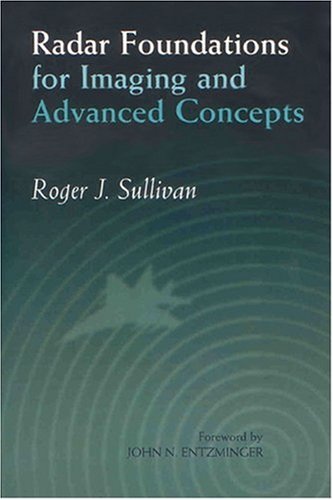 Radar Foundations
for Imaging and
Advanced Concepts
Roger J. Sullivan
Foreword by
JOHN N. ENTZMINGER